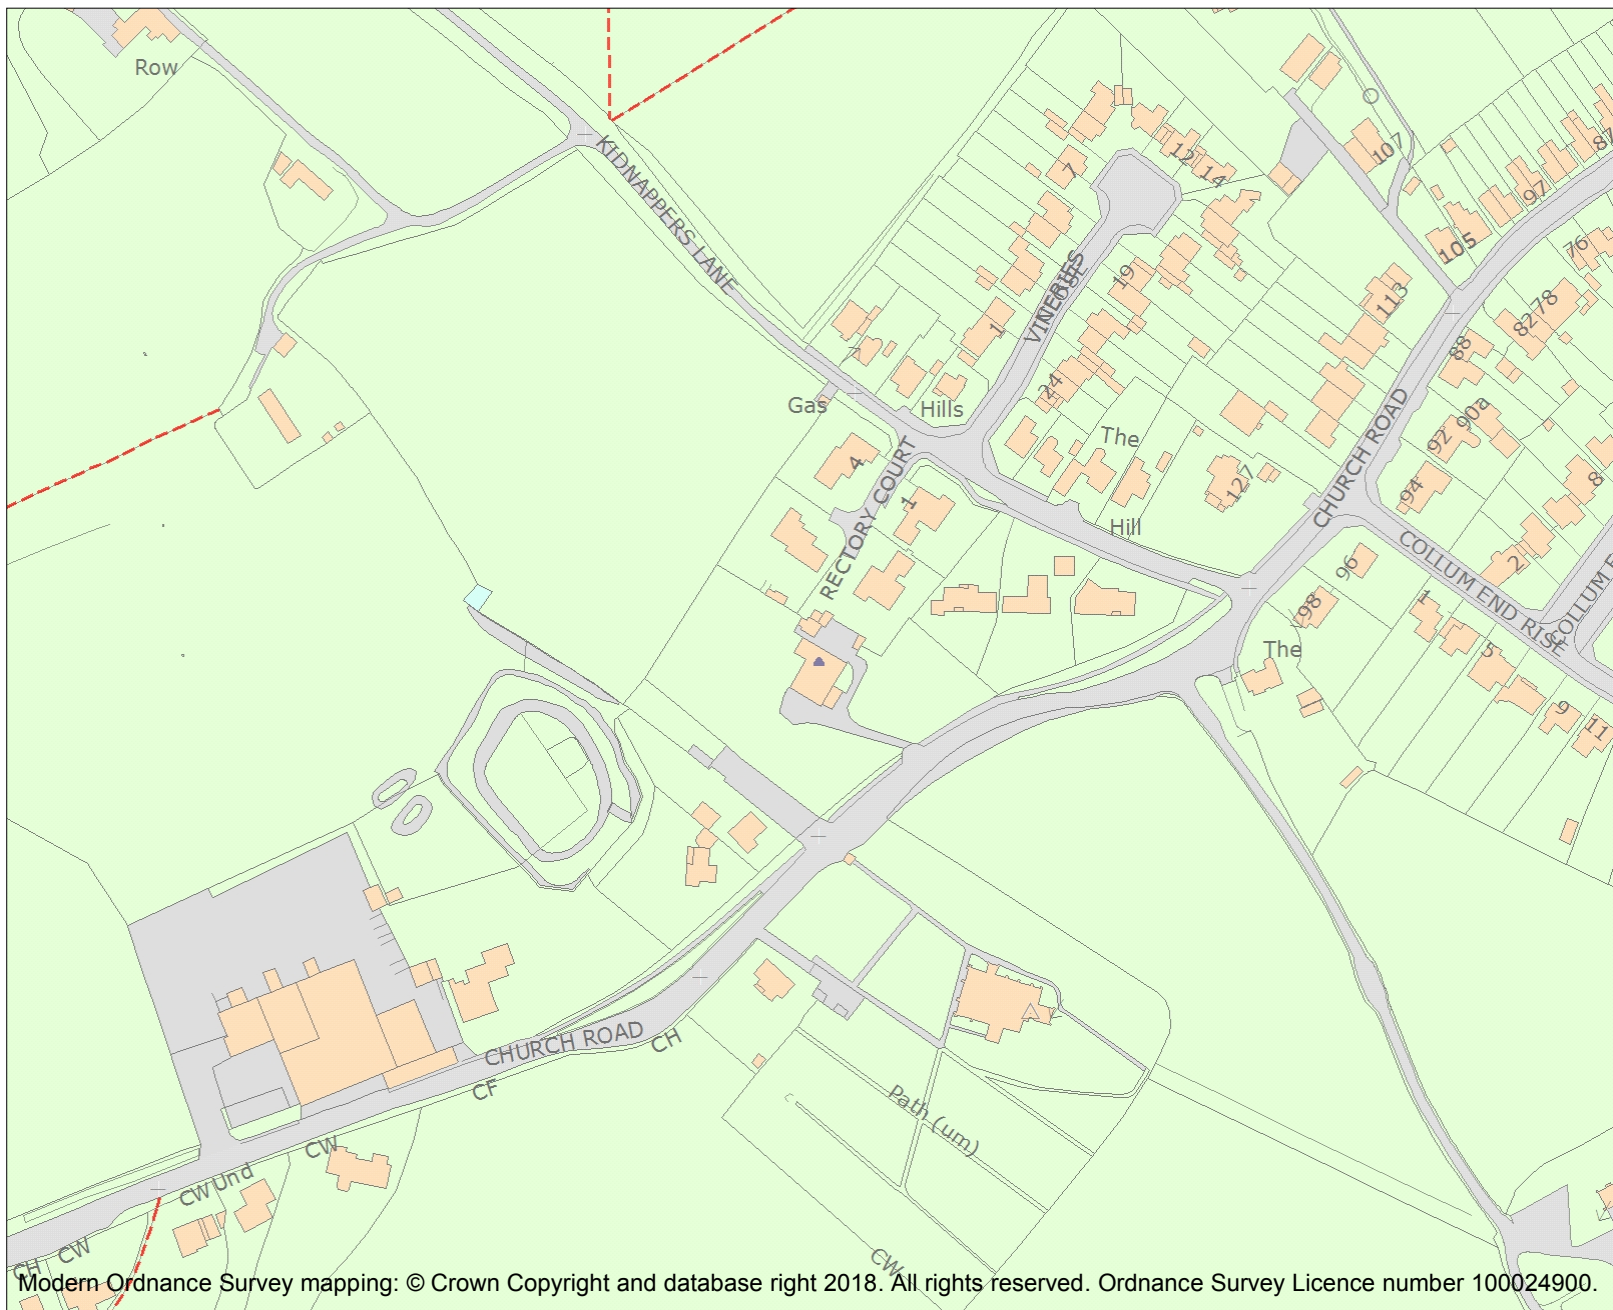 Row
KIDNAPPERS LANE
7
12
14
107
87
97
105
76
113
82
78
88
19
1
VINERIES
CLOSE
24
Gas
Hills
The
4
RECTORY COURT
1
127
Hill
CHURCH ROAD
90a
92
94
8
COLLUM END RISE
2
96
98
1
The
5
9
11
CHURCH ROAD
CH
CF
CW
Und
CW
Path (um)
CW
CW
CH
Modern Ordnance Survey mapping: © Crown Copyright and database right 2018. All rights reserved. Ordnance Survey Licence number 100024900.